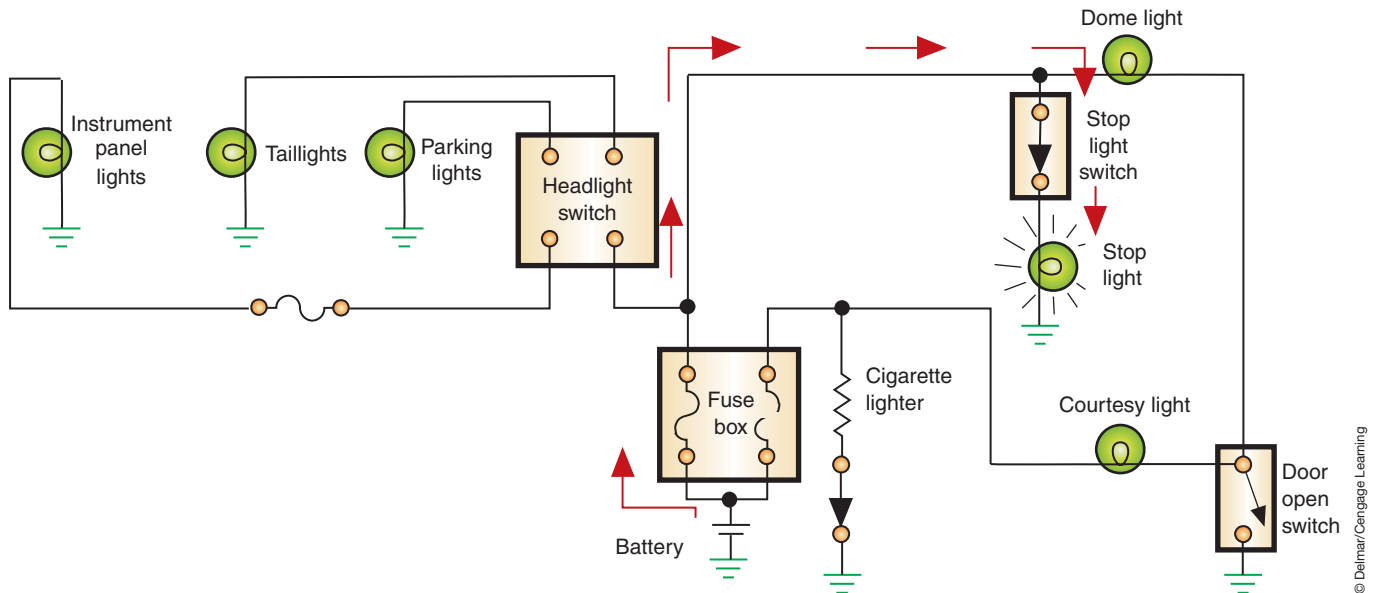 Dome light
Instrument
panel
lights
Taillights
Parking
lights
Headlight
switch
Stop
light
switch
Stop
light
Fuse
box
Cigarette
lighter
Courtesy light
Battery
Door
open
switch
© Delmar/Cengage Learning